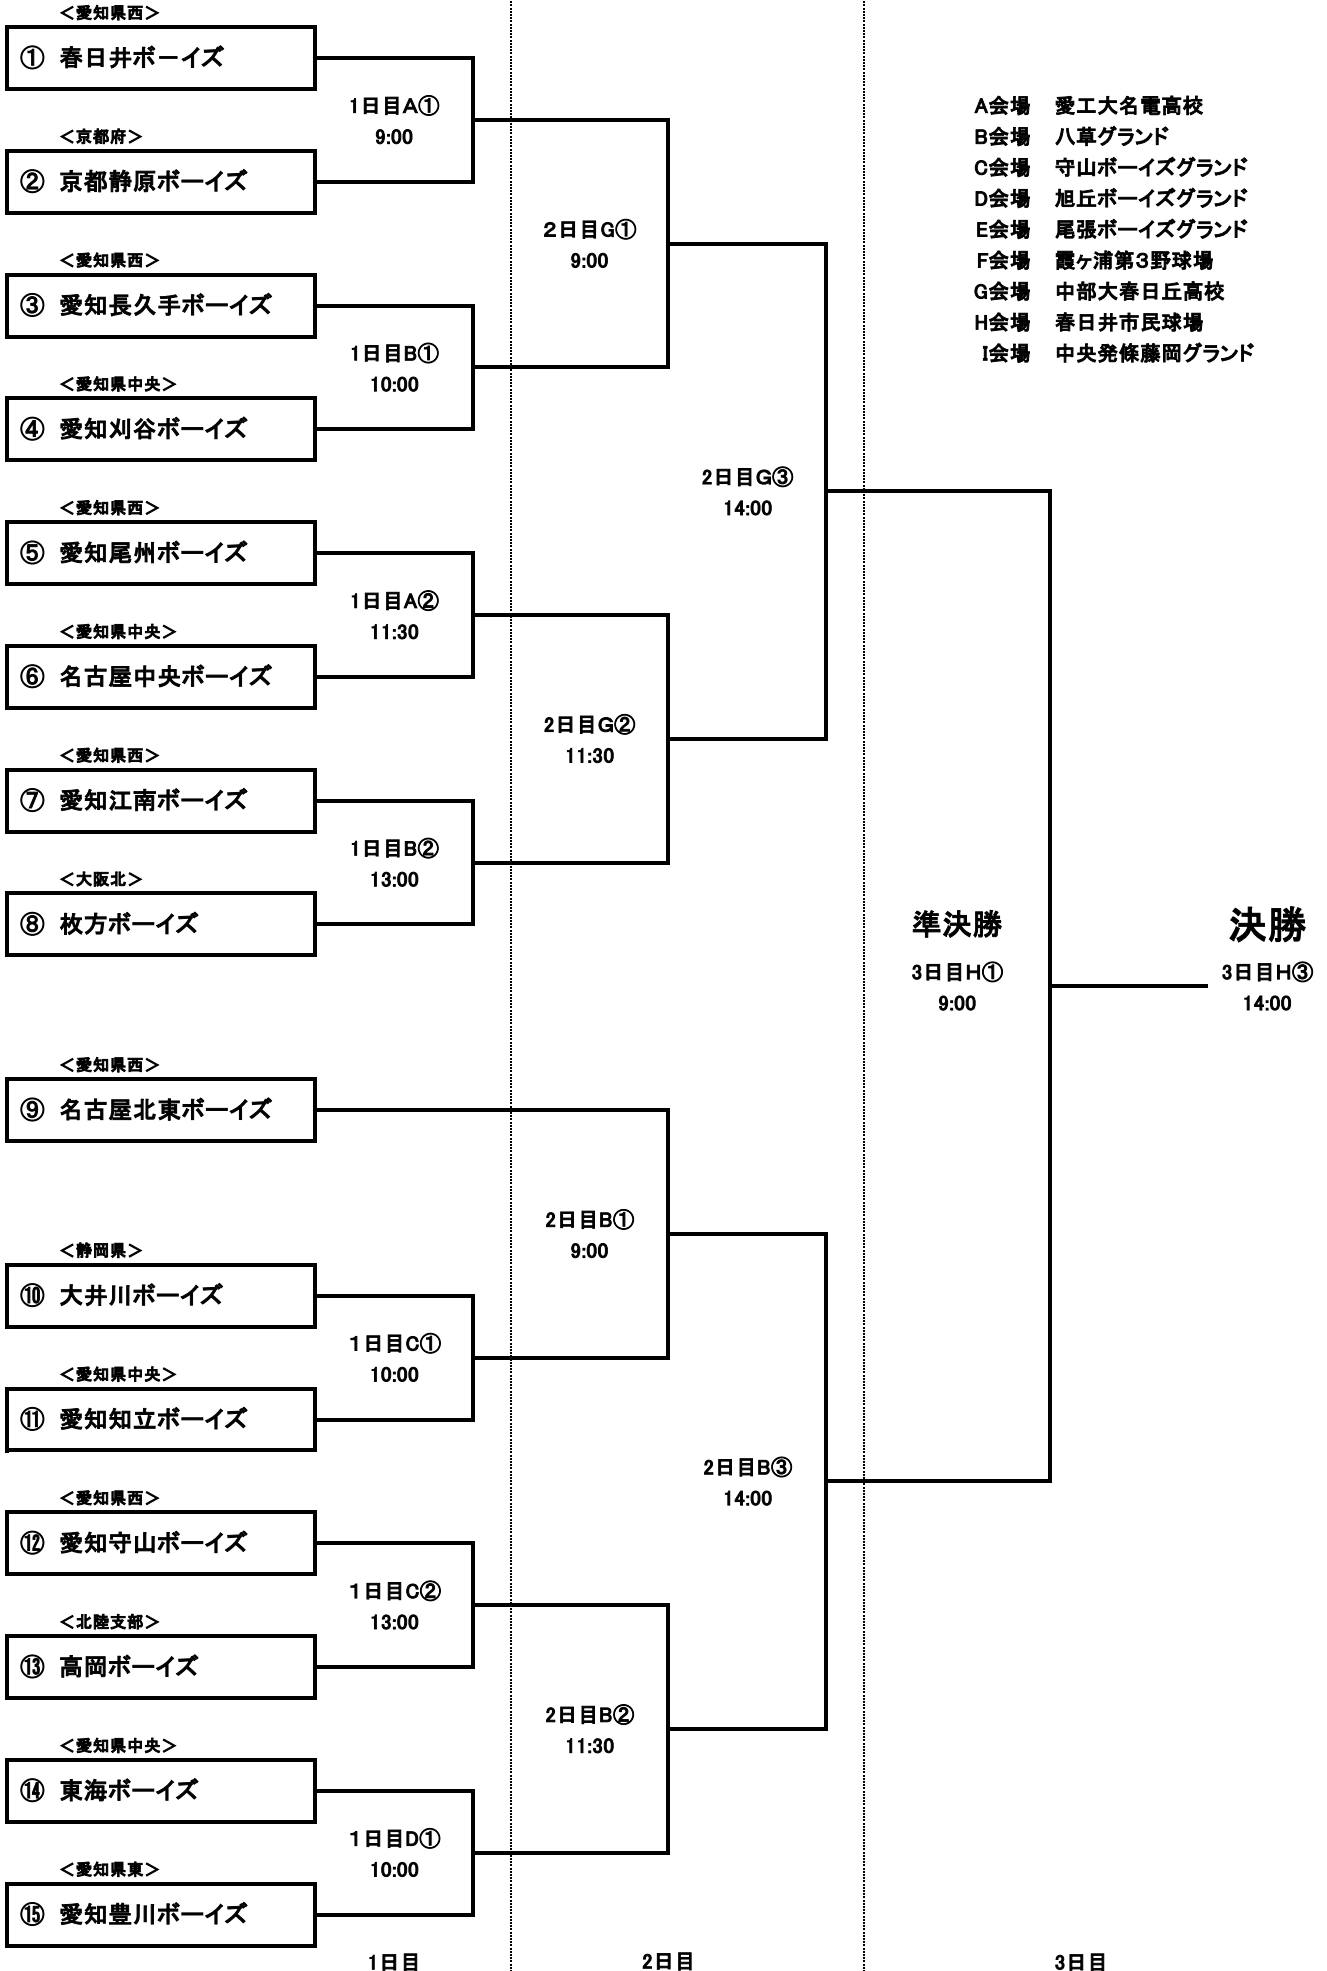 ＜愛知県西＞
① 春日井ボーイズ
1日目A①
9:00
＜京都府＞
② 京都静原ボーイズ
＜愛知県西＞
③ 愛知長久手ボーイズ
1日目B①
10:00
＜愛知県中央＞
④ 愛知刈谷ボーイズ
＜愛知県西＞
⑤ 愛知尾州ボーイズ
1日目A②
11:30
＜愛知県中央＞
⑥ 名古屋中央ボーイズ
＜愛知県西＞
⑦ 愛知江南ボーイズ
1日目B②
13:00
＜大阪北＞
⑧ 枚方ボーイズ
＜愛知県西＞
⑨ 名古屋北東ボーイズ
＜静岡県＞
⑩ 大井川ボーイズ
1日目C①
10:00
＜愛知県中央＞
⑪ 愛知知立ボーイズ
＜愛知県西＞
⑫ 愛知守山ボーイズ
1日目C②
13:00
＜北陸支部＞
⑬ 高岡ボーイズ
＜愛知県中央＞
⑭ 東海ボーイズ
1日目D①
10:00
＜愛知県東＞
⑮ 愛知豊川ボーイズ
2日目G①
9:00
2日目G②
11:30
2日目B①
9:00
2日目B②
11:30
2日目G③
14:00
2日目B③
14:00
A会場 愛工大名電高校
B会場 八草グランド
C会場 守山ボーイズグランド
D会場 旭丘ボーイズグランド
E会場 尾張ボーイズグランド
F会場 霞ヶ浦第3野球場
G会場 中部大春日丘高校
H会場 春日井市民球場
I会場 中央発條藤岡グランド
準決勝
3日目H①
9:00
決勝
3日目H③
14:00
1日目
2日目
3日目